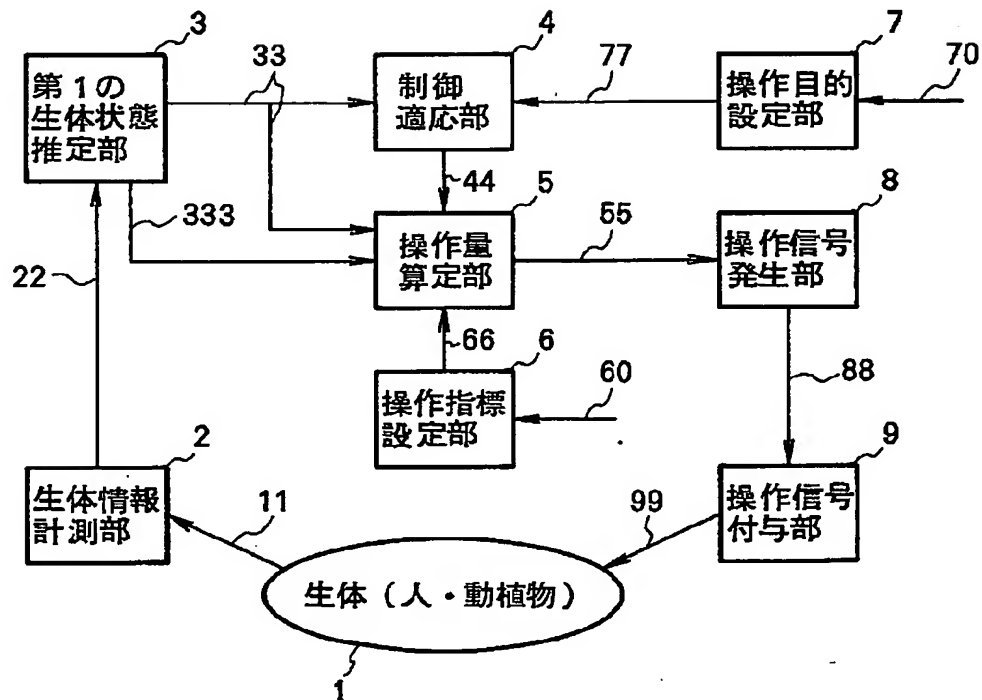 3
第1の
生体状態
推定部
33
4
制御
適応部
77
7
操作目的
設定部
70
333
44
5
操作量
算定部
55
8
操作信号
発生部
22
66
6
操作指標
設定部
60
88
2
生体情報
計測部
11
9
操作信号
付与部
99
生体（人・動植物）
1